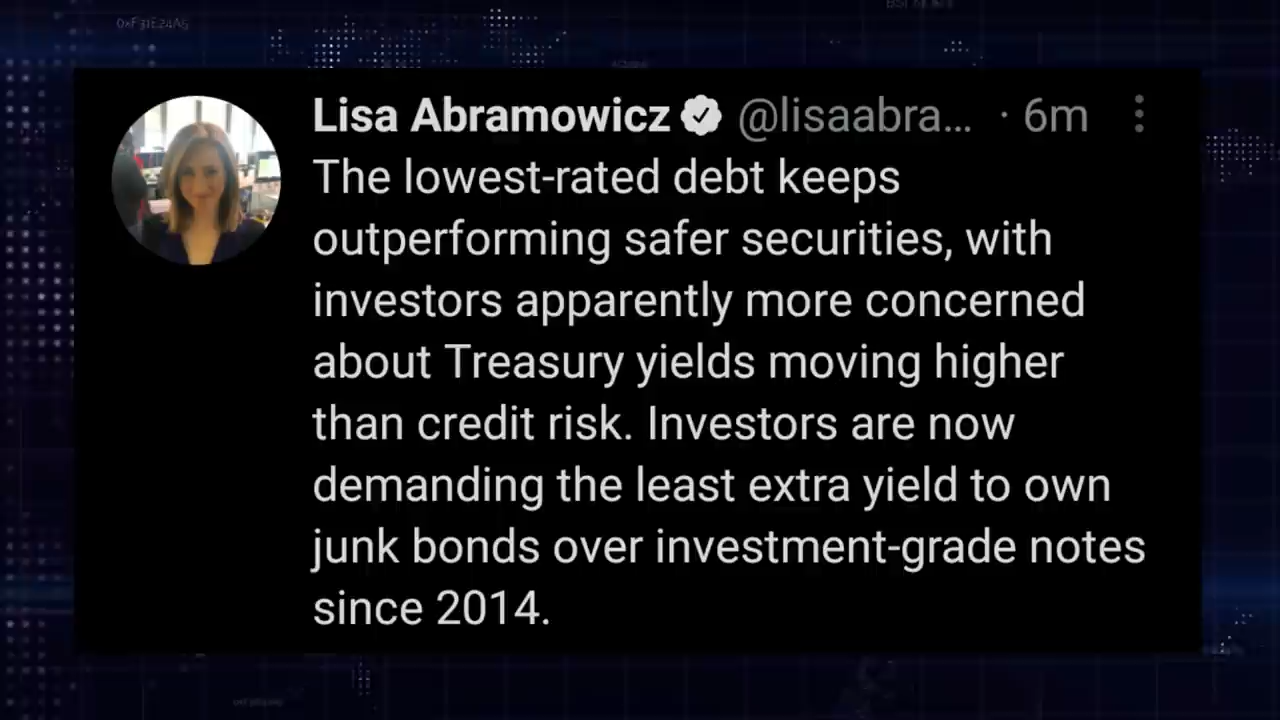 0xF31E24A5
Lisa Abramowicz @lisaabra... · 6m
The lowest-rated debt keeps
outperforming safer securities, with
investors apparently more concerned
about Treasury yields moving higher
than credit risk. Investors are now
demanding the least extra yield to own
junk bonds over investment-grade notes
since 2014.